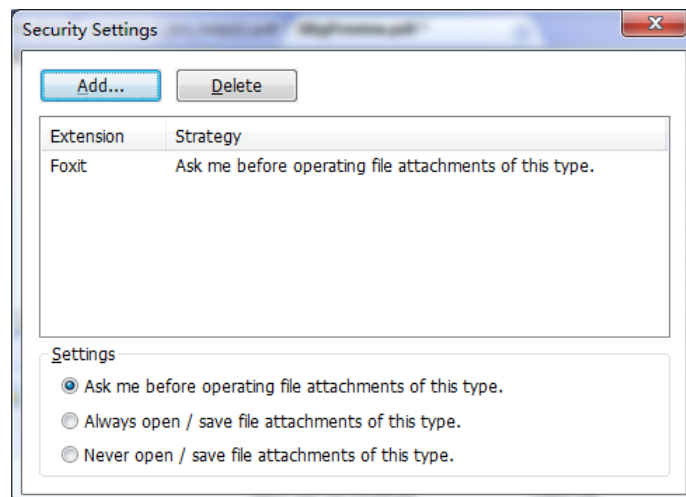 Security Settings
Add... Delete
Extension Strategy
Foxit Ask me before operating file attachments of this type.
Settings
Ask me before operating file attachments of this type.
Always open / save file attachments of this type.
Never open / save file attachments of this type.